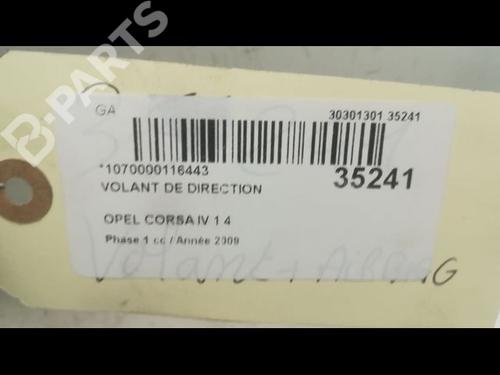 B-PARTS
GA
30301301 35241
*1070000116443
35241
VOLANT DE DIRECTION
OPEL CORSA IV 1 4
Phase 1 cc / Année 2009
Volant + AiRBAG